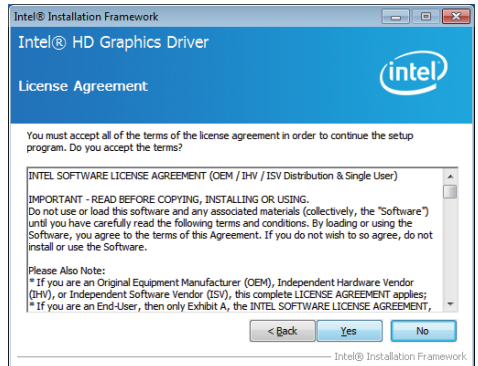 Intel® Installation Framework
Intel® HD Graphics Driver
License Agreement
intel
You must accept all of the terms of the license agreement in order to continue the setup
program. Do you accept the terms?
INTEL SOFTWARE LICENSE AGREEMENT (OEM / IHV / ISV Distribution & Single User)
IMPORTANT - READ BEFORE COPYING, INSTALLING OR USING.
Do not use or load this software and any associated materials (collectively, the "Software")
until you have carefully read the following terms and conditions. By loading or using the
Software, you agree to the terms of this Agreement. If you do not wish to so agree, do not
install or use the Software.
Please Also Note:
* If you are an Original Equipment Manufacturer (OEM), Independent Hardware Vendor
(IHV), or Independent Software Vendor (ISV), this complete LICENSE AGREEMENT applies;
* If you are an End-User, then only Exhibit A, the INTEL SOFTWARE LICENSE AGREEMENT,
< Back Yes No
Intel® Installation Framework